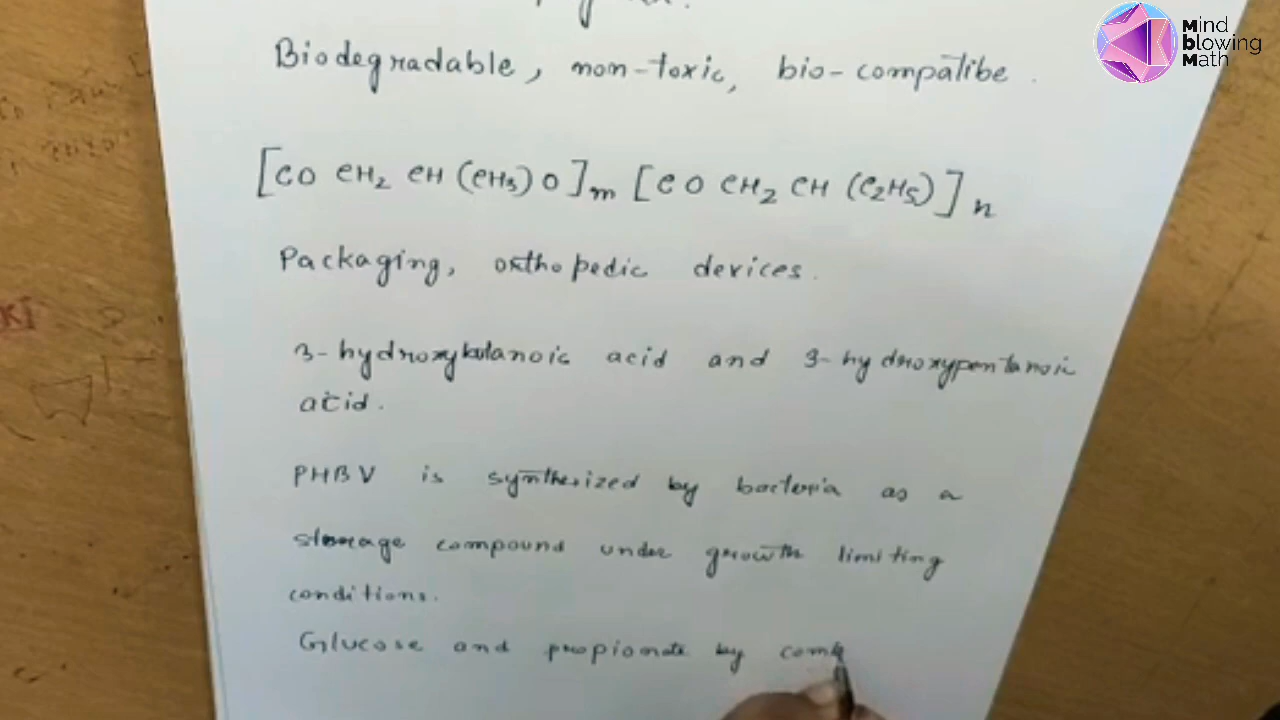 Mind
blowing
Math
Biodegradable, non-toxic, bio-compatibe.
[CO CH2 CH (CH3) O]m [CO CH2 CH (C2H5)]n
Packaging, orthopedic devices.
3-hydroxybutanoic acid and 3-hydroxypentanoic
acid.
PHBV is synthesized by bacteria as a
storage compound under growth limiting
conditions.
Glucose and propionate by